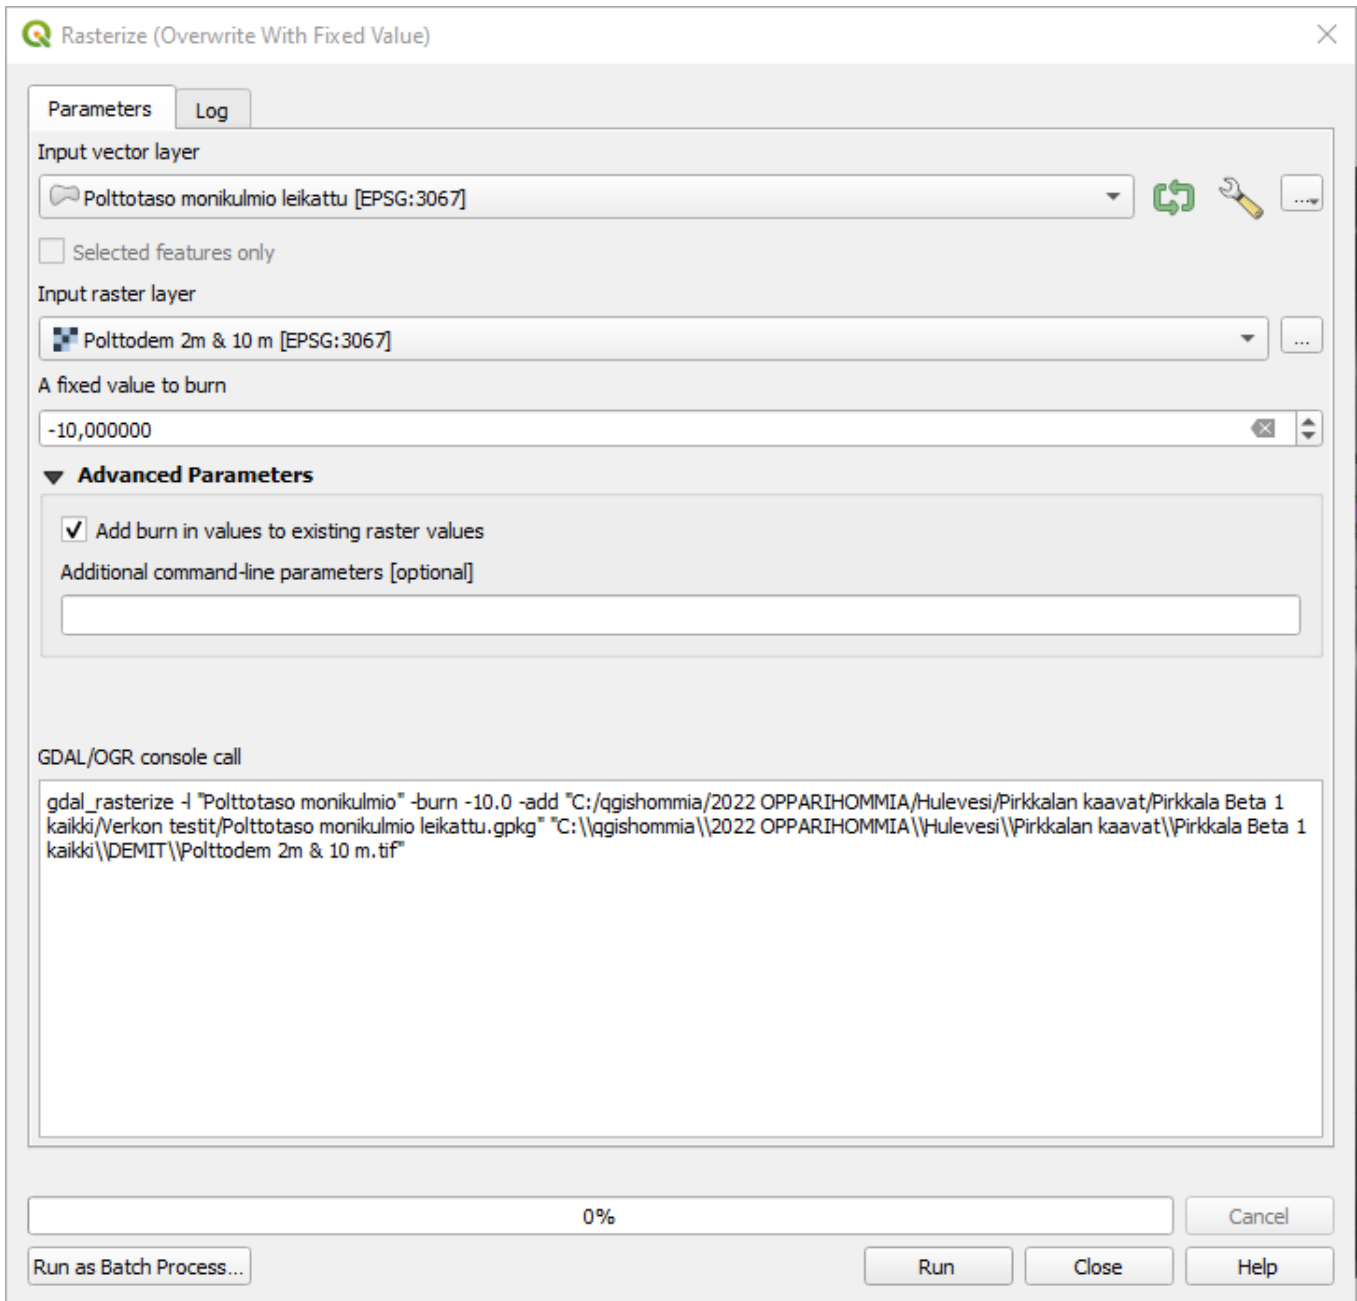 Rasterize (Overwrite With Fixed Value)
Parameters
Log
Input vector layer
Polttotaso monikulmio leikattu [EPSG:3067]
...
Selected features only
Input raster layer
Polttodem 2m & 10 m [EPSG:3067]
...
A fixed value to burn
-10,000000
Advanced Parameters
Add burn in values to existing raster values
Additional command-line parameters [optional]
GDAL/OGR console call
gdal_rasterize -l "Polttotaso monikulmio" -burn -10.0 -add "C:/qgishommia/2022 OPPARIHOMMIA/Hulevesi/Pirkkalan kaavat/Pirkkala Beta 1
kaikki/Verkon testit/Polttotaso monikulmio leikattu.gpkg" "C:\\qgishommia\\2022 OPPARIHOMMIA\\Hulevesi\\Pirkkalan kaavat\\Pirkkala Beta 1
kaikki\\DEMIT\\Polttodem 2m & 10 m.tif"
0%
Cancel
Run as Batch Process...
Run
Close
Help